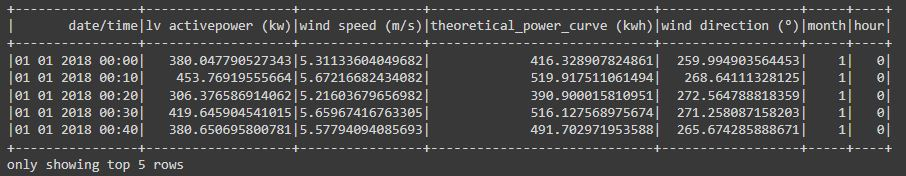 +----------------+-------------------+------------------+-----------------------------+------------------+-----+----+
|       date/time|lv activepower (kw)|wind speed (m/s)|theoretical_power_curve (kwh)|wind direction (°)|month|hour|
+----------------+-------------------+------------------+-----------------------------+------------------+-----+----+
|01 01 2018 00:00|   380.047790527343|5.31133604049682|             416.328907824861|  259.994903564453|    1|   0|
|01 01 2018 00:10|    453.76919555664|5.67216682434082|             519.917511061494|   268.64111328125|    1|   0|
|01 01 2018 00:20|   306.376586914062|5.21603679656982|             390.900015810951|  272.564788818359|    1|   0|
|01 01 2018 00:30|   419.645904541015|5.65967416763305|             516.127568975674|  271.258087158203|    1|   0|
|01 01 2018 00:40|   380.650695800781|5.57794094085693|             491.702971953588|  265.674285888671|    1|   0|
+----------------+-------------------+------------------+-----------------------------+------------------+-----+----+
only showing top 5 rows